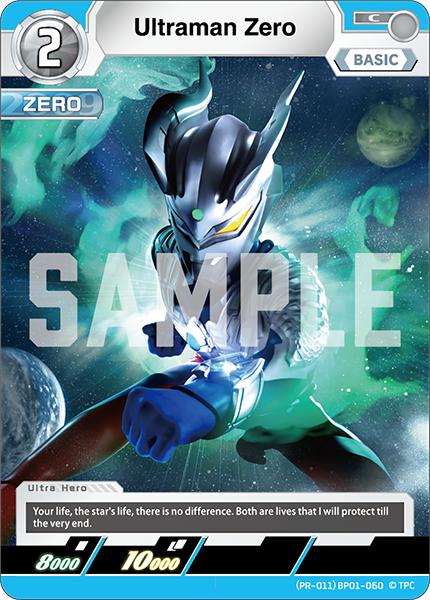 2
Ultraman Zero
C
BASIC
ZERO
SAMPLE
Ultra Hero
Your life, the star's life, there is no difference. Both are lives that I will protect till
the very end.
8000
10000
(PR-011) BP01-060 © TPC